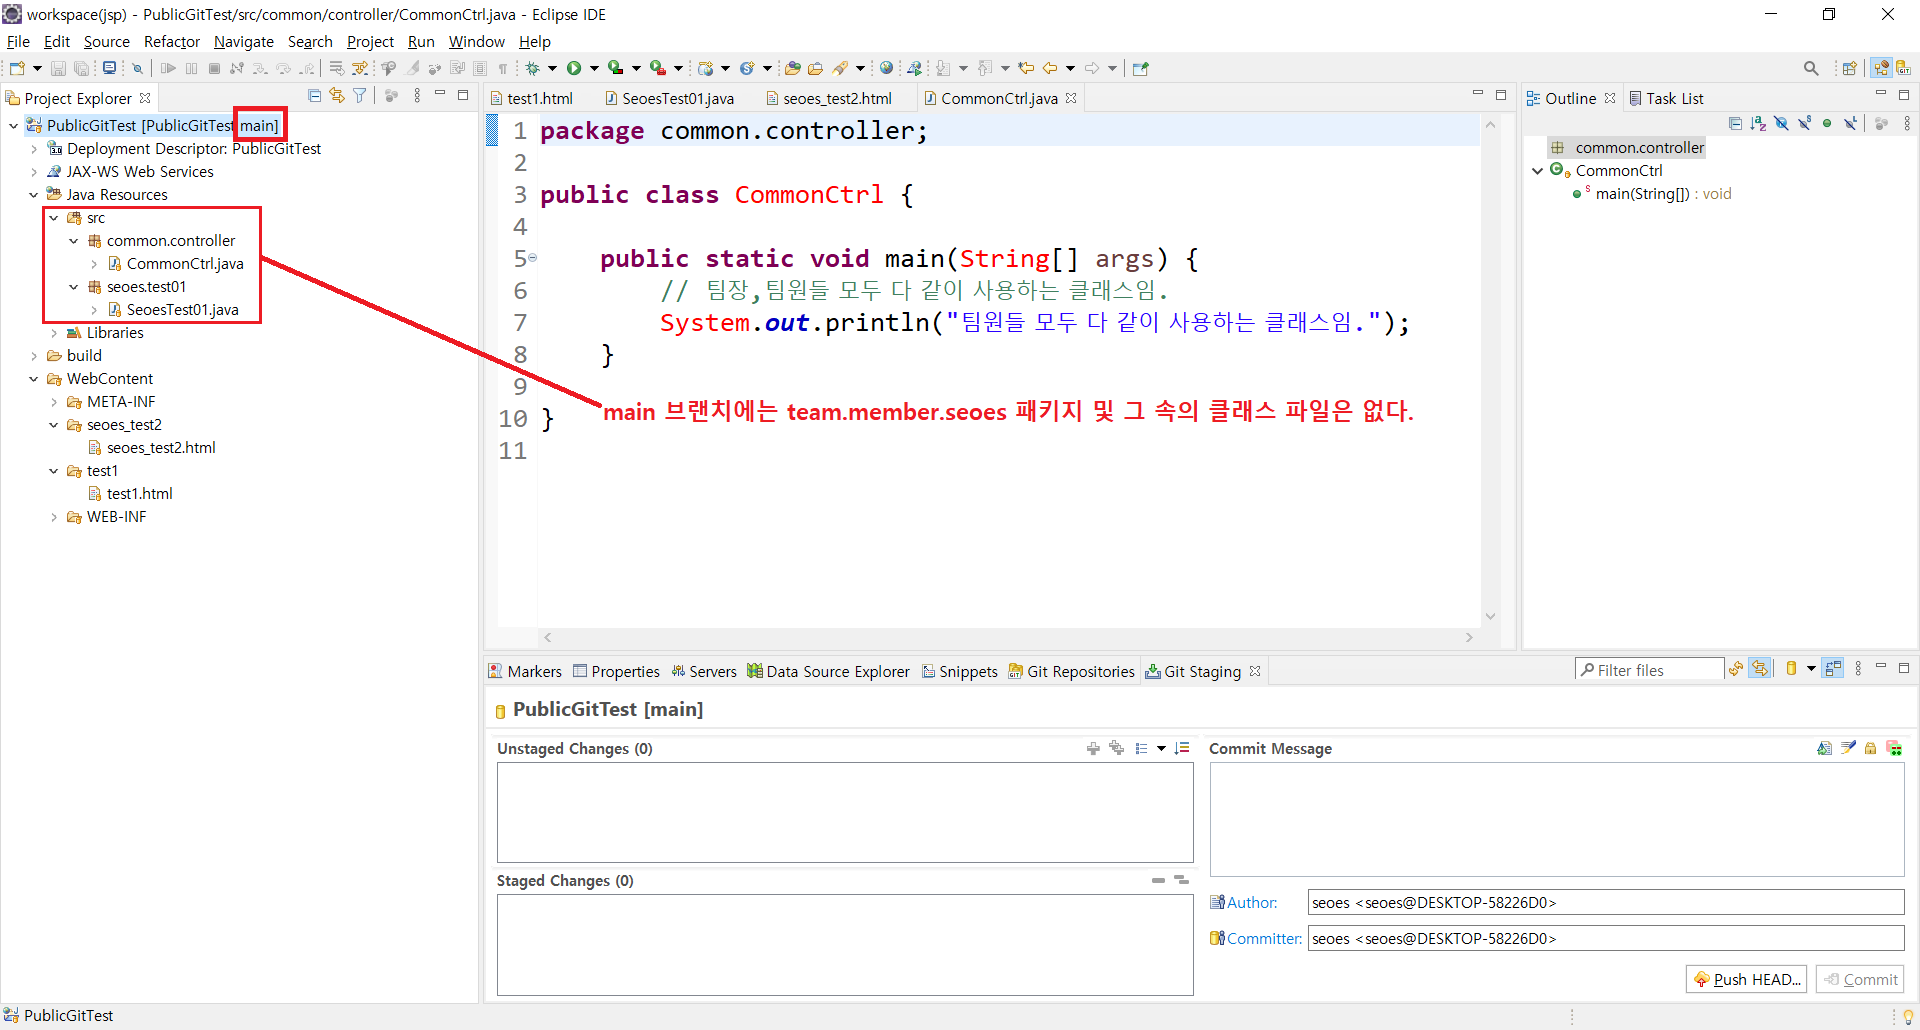 workspace(jsp) - PublicGitTest/src/common/controller/CommonCtrl.java - Eclipse IDE
File Edit Source Refactor Navigate Search Project Run Window Help
Project Explorer
PublicGitTest [PublicGitTest main]
Deployment Descriptor: PublicGitTest
JAX-WS Web Services
Java Resources
src
common.controller
CommonCtrl.java
seoes.test01
SeoesTest01.java
Libraries
build
WebContent
META-INF
seoes_test2
seoes_test2.html
test1
test1.html
WEB-INF
test1.html SeoesTest01.java seoes_test2.html CommonCtrl.java
1 package common.controller;
2
3 public class CommonCtrl {
4
5 public static void main(String[] args) {
6 // 팀장,팀원들 모두 다 같이 사용하는 클래스임.
7 System.out.println("팀원들 모두 다 같이 사용하는 클래스임.");
8 }
9
10 }
11
main 브랜치에는 team.member.seoes 패키지 및 그 속의 클래스 파일은 없다.
Outline Task List
common.controller
CommonCtrl
main(String[]) : void
Markers Properties Servers Data Source Explorer Snippets Git Repositories Git Staging
Filter files
PublicGitTest [main]
Unstaged Changes (0)
Staged Changes (0)
Commit Message
Author: seoes <seoes@DESKTOP-58226D0>
Committer: seoes <seoes@DESKTOP-58226D0>
Push HEAD... Commit
PublicGitTest